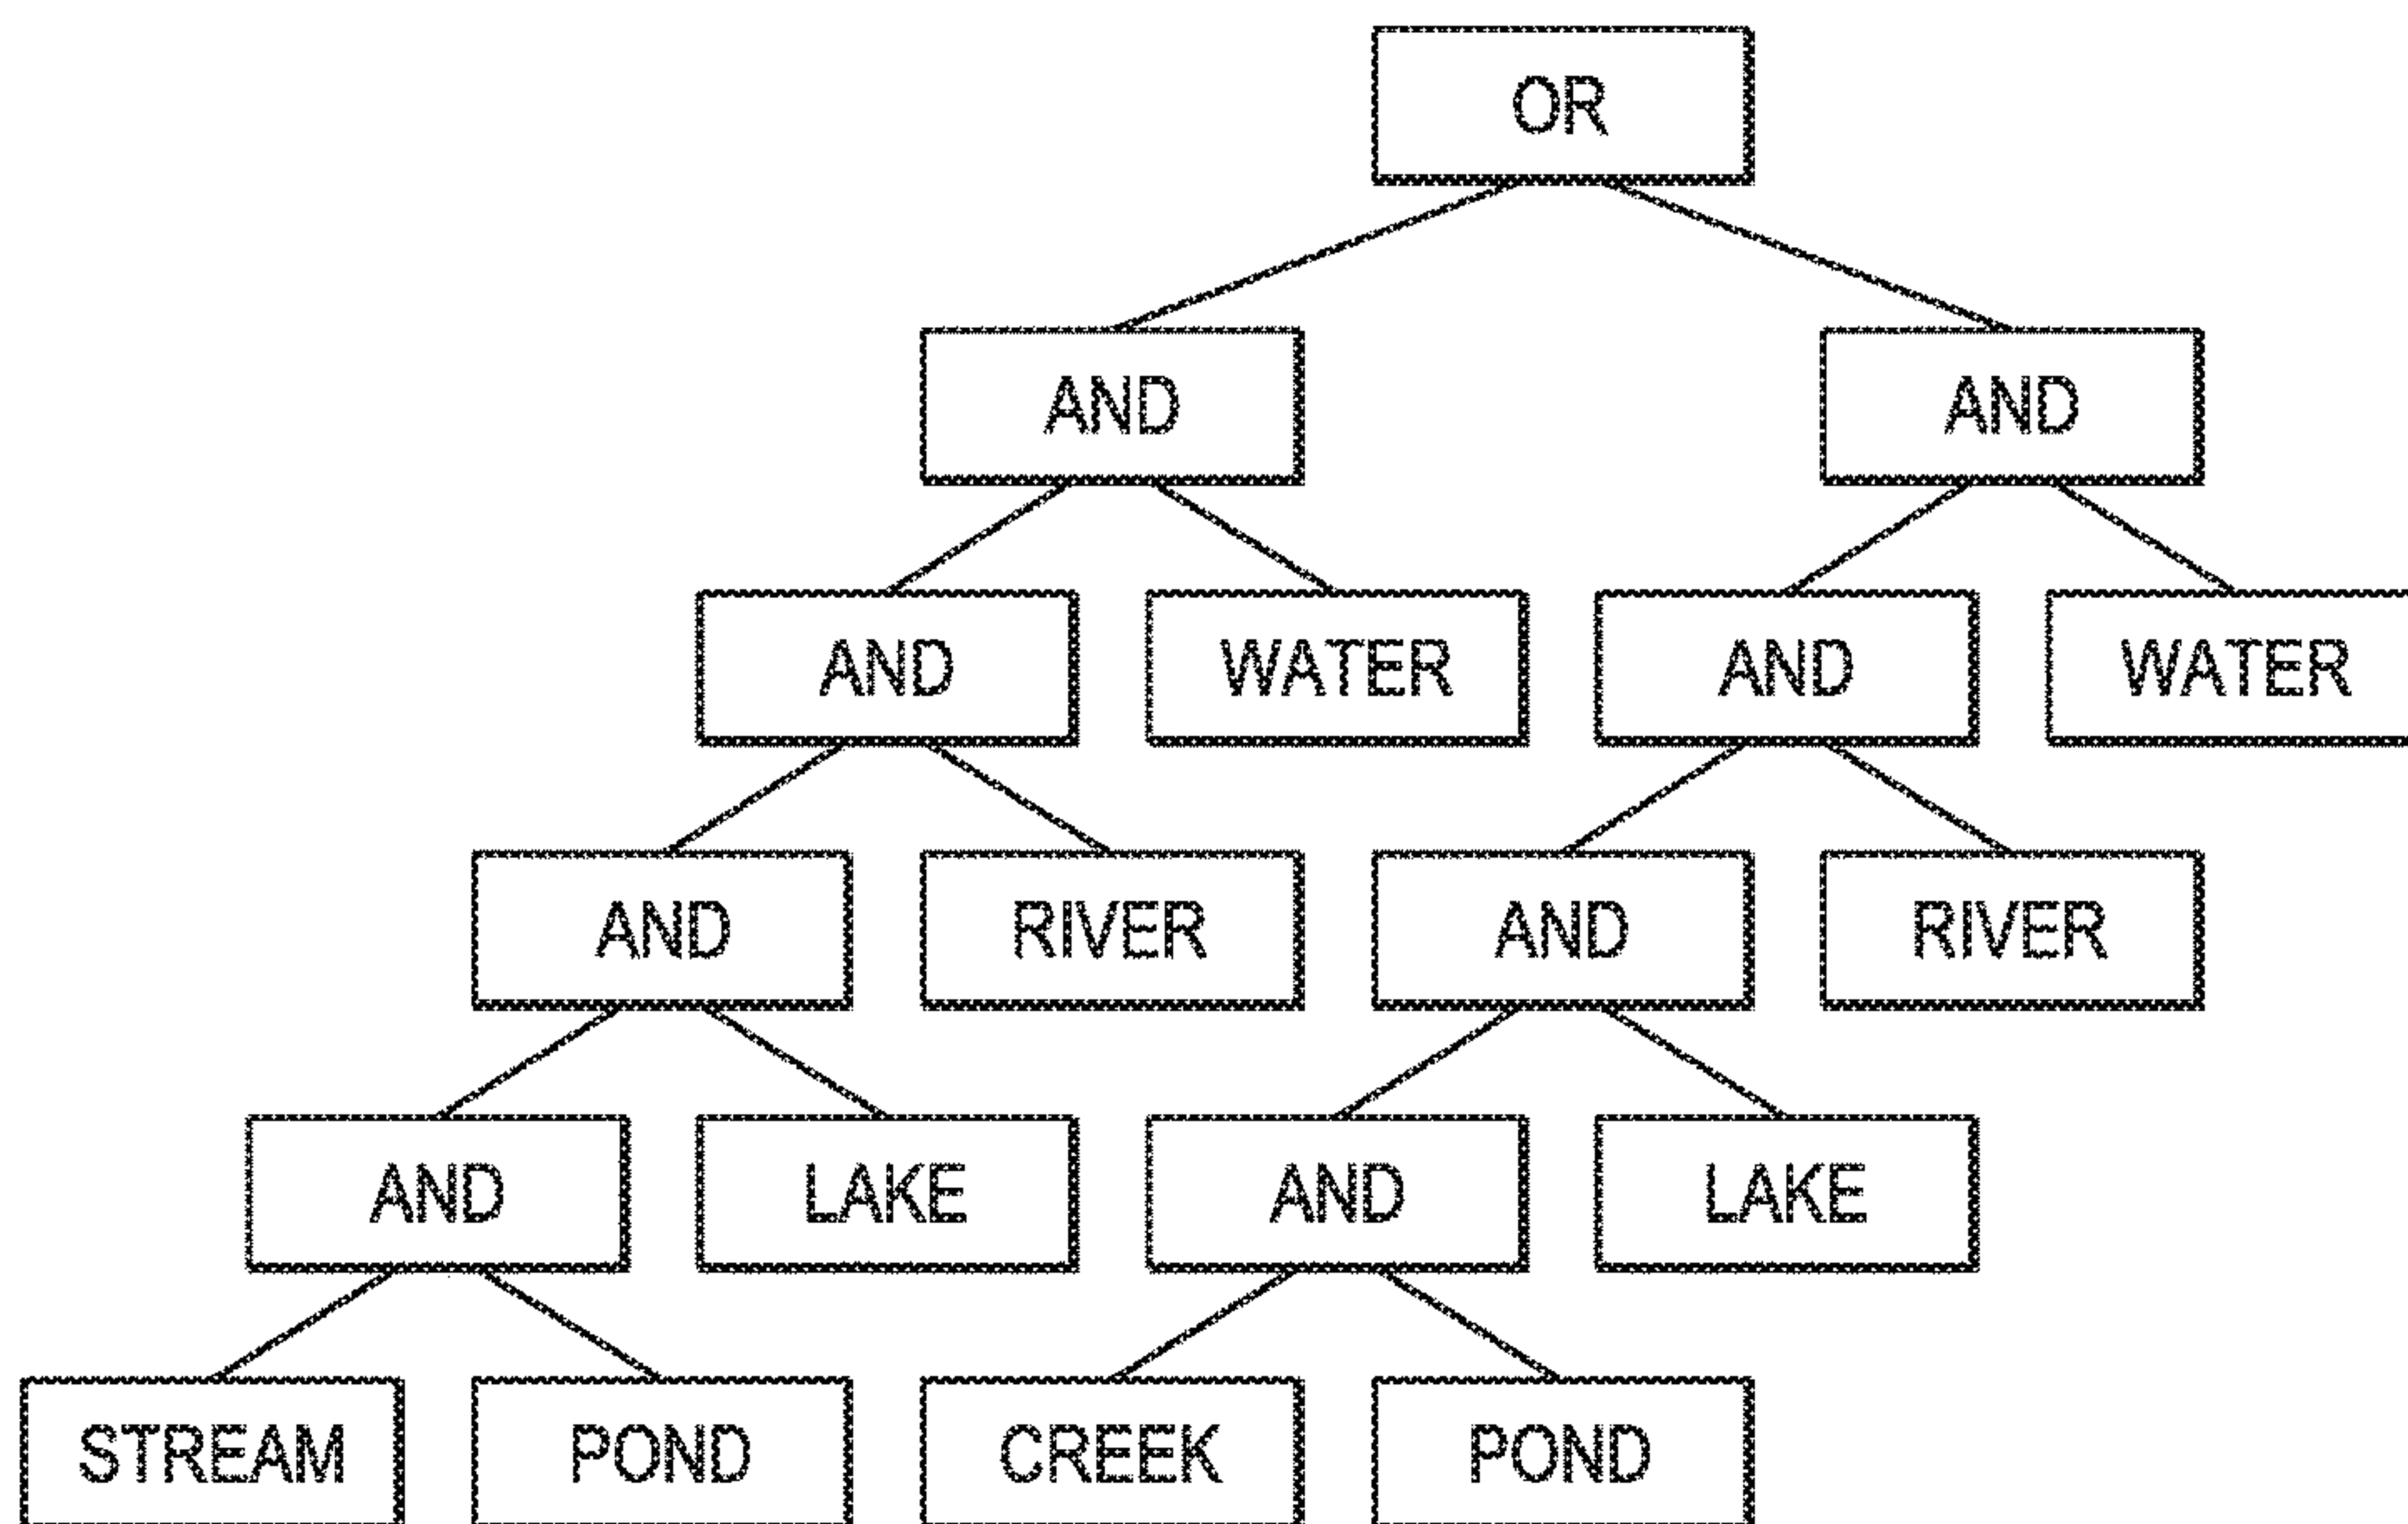 OR
AND AND
AND WATER AND WATER
AND RIVER AND RIVER
AND LAKE AND LAKE
STREAM POND CREEK POND